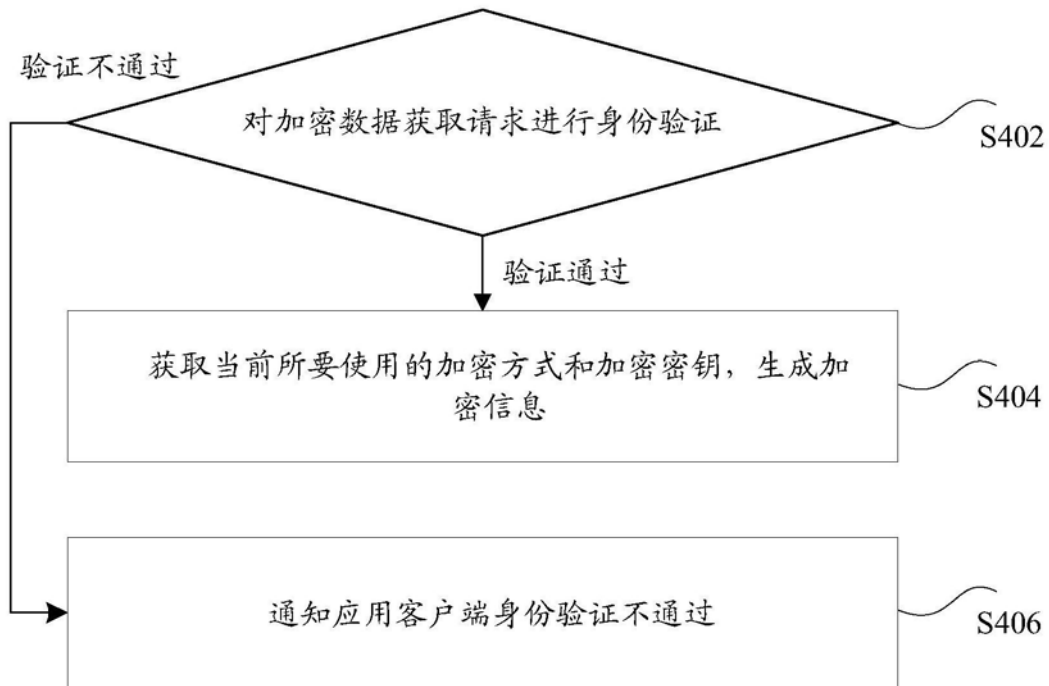 验证不通过
对加密数据获取请求进行身份验证
S402
验证通过
获取当前所要使用的加密方式和加密密钥，生成加
密信息
S404
通知应用客户端身份验证不通过
S406